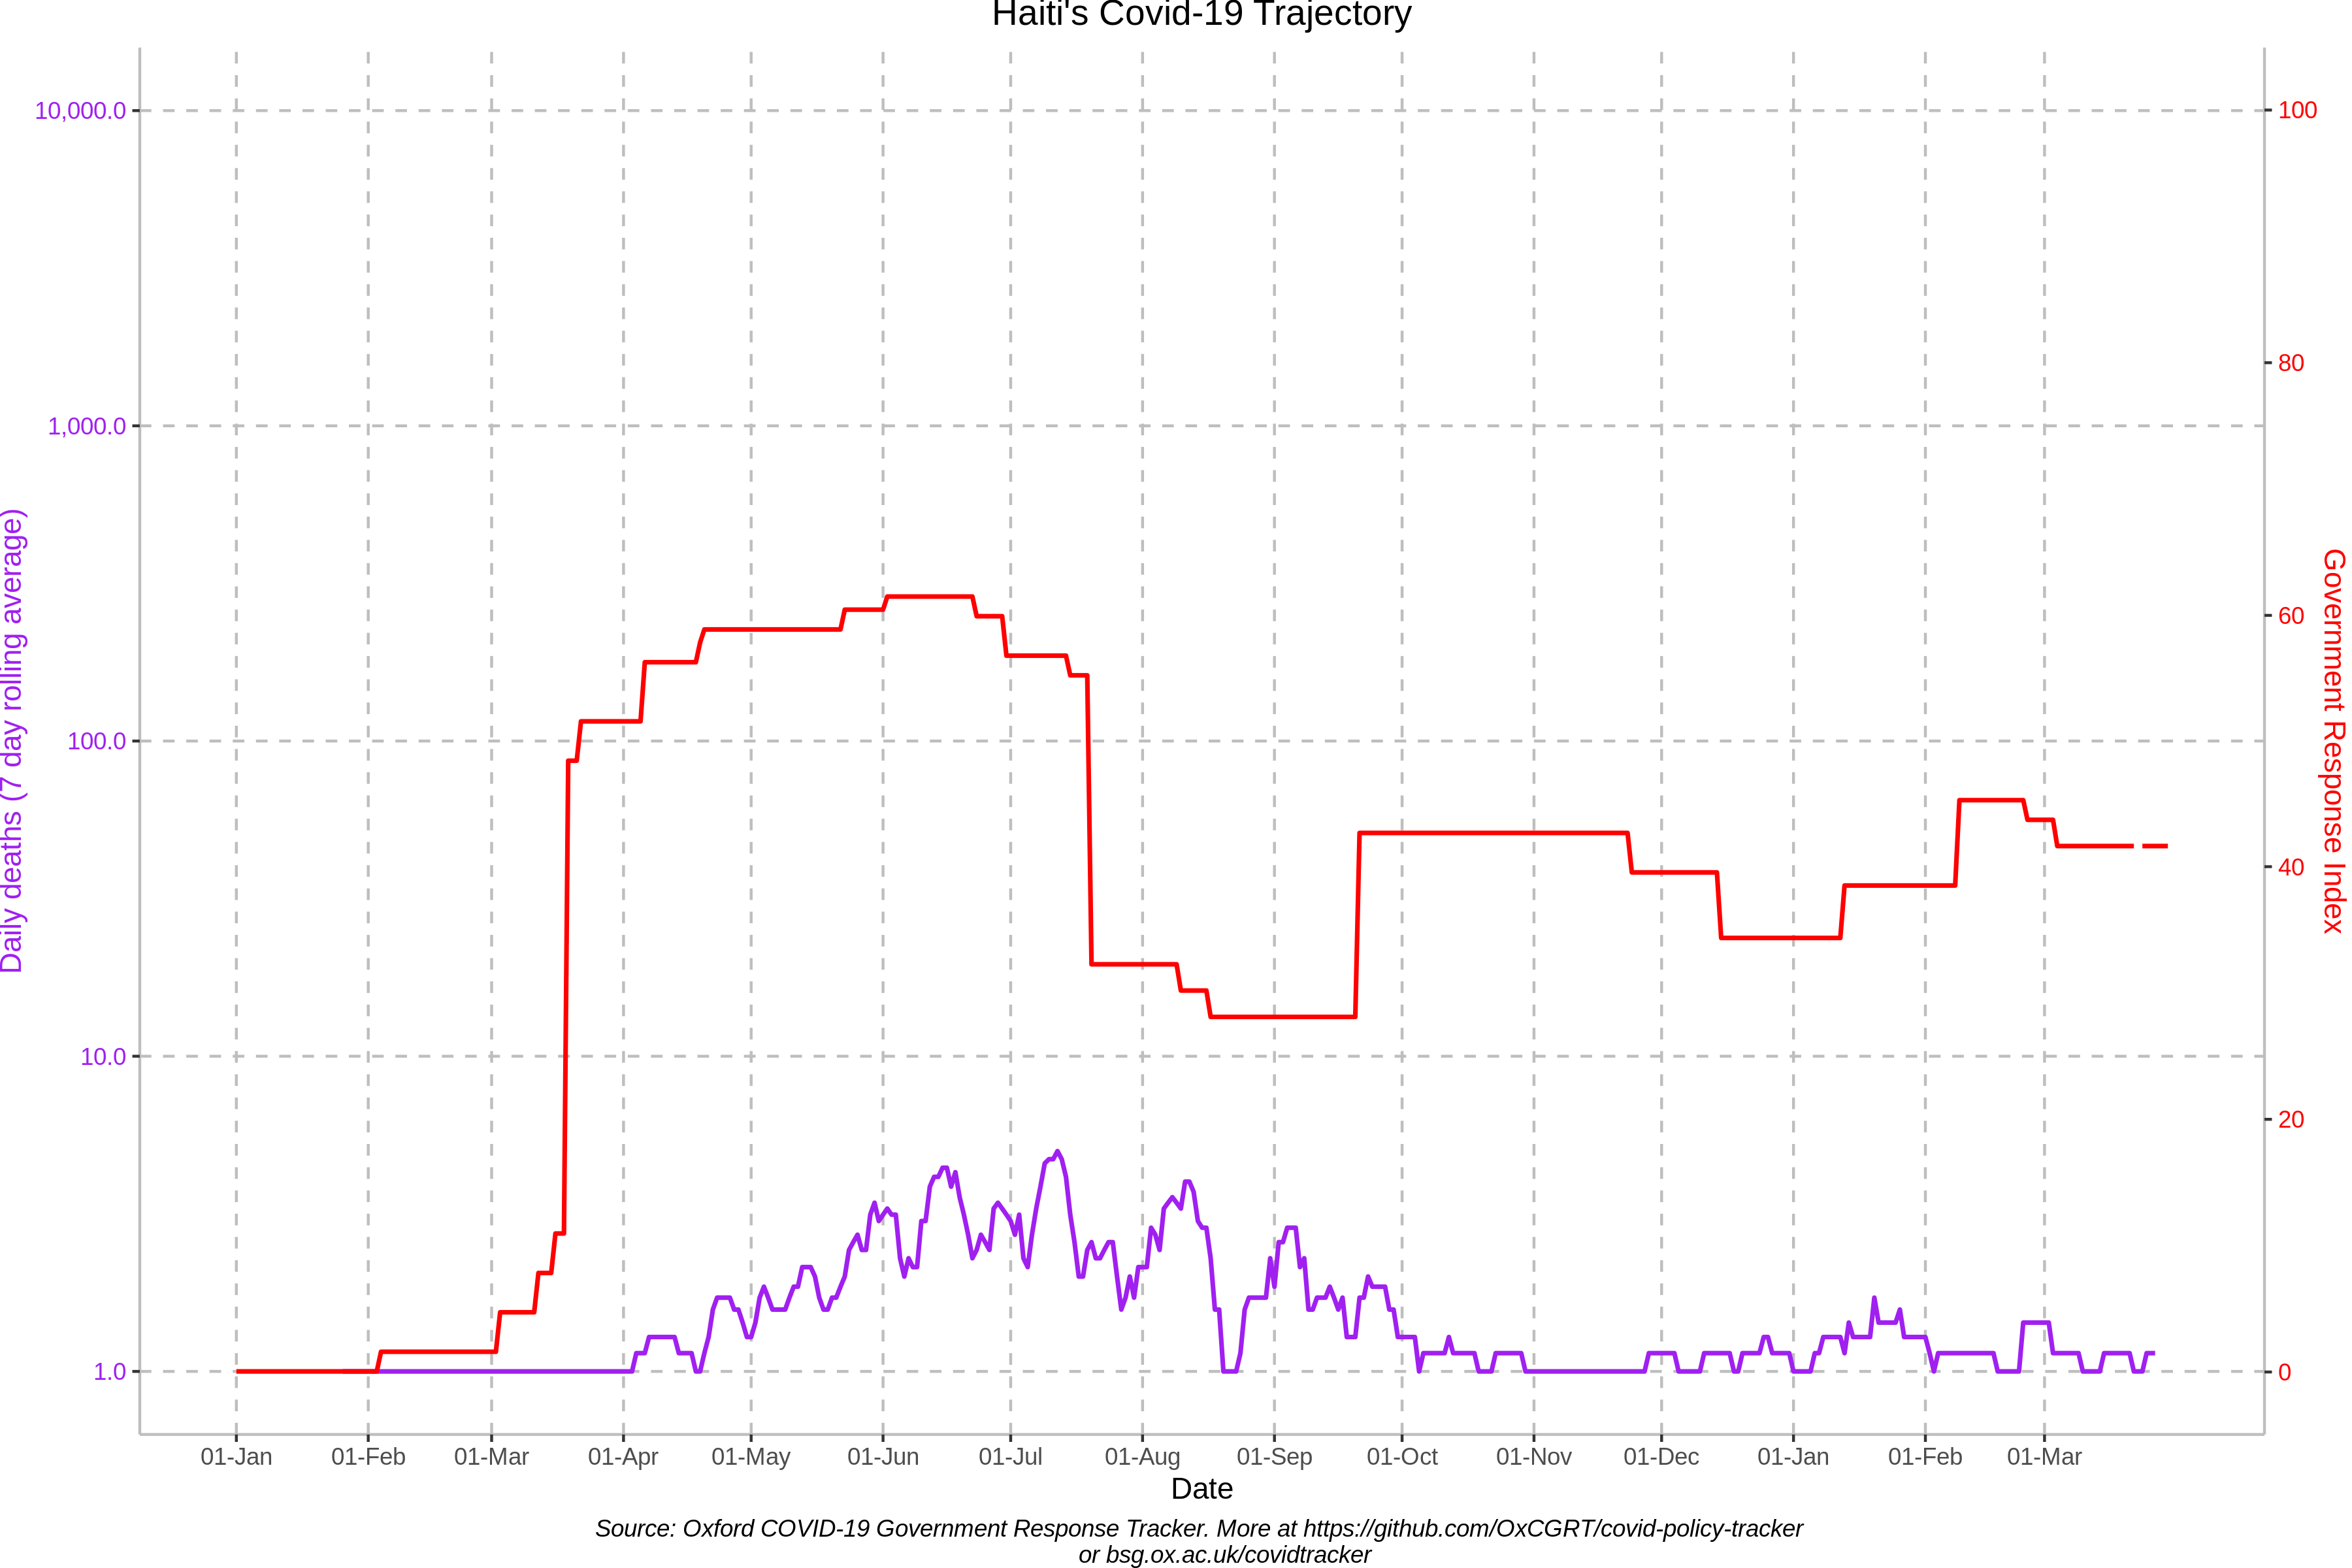 Haiti's Covid-19 Trajectory
10,000.0
1,000.0
100.0
10.0
1.0
Daily deaths (7 day rolling average)
100
80
60
40
20
0
Government Response Index
01-Jan
01-Feb
01-Mar
01-Apr
01-May
01-Jun
01-Jul
01-Aug
01-Sep
01-Oct
01-Nov
01-Dec
01-Jan
01-Feb
01-Mar
Date
Source: Oxford COVID-19 Government Response Tracker. More at https://github.com/OxCGRT/covid-policy-tracker
or bsg.ox.ac.uk/covidtracker